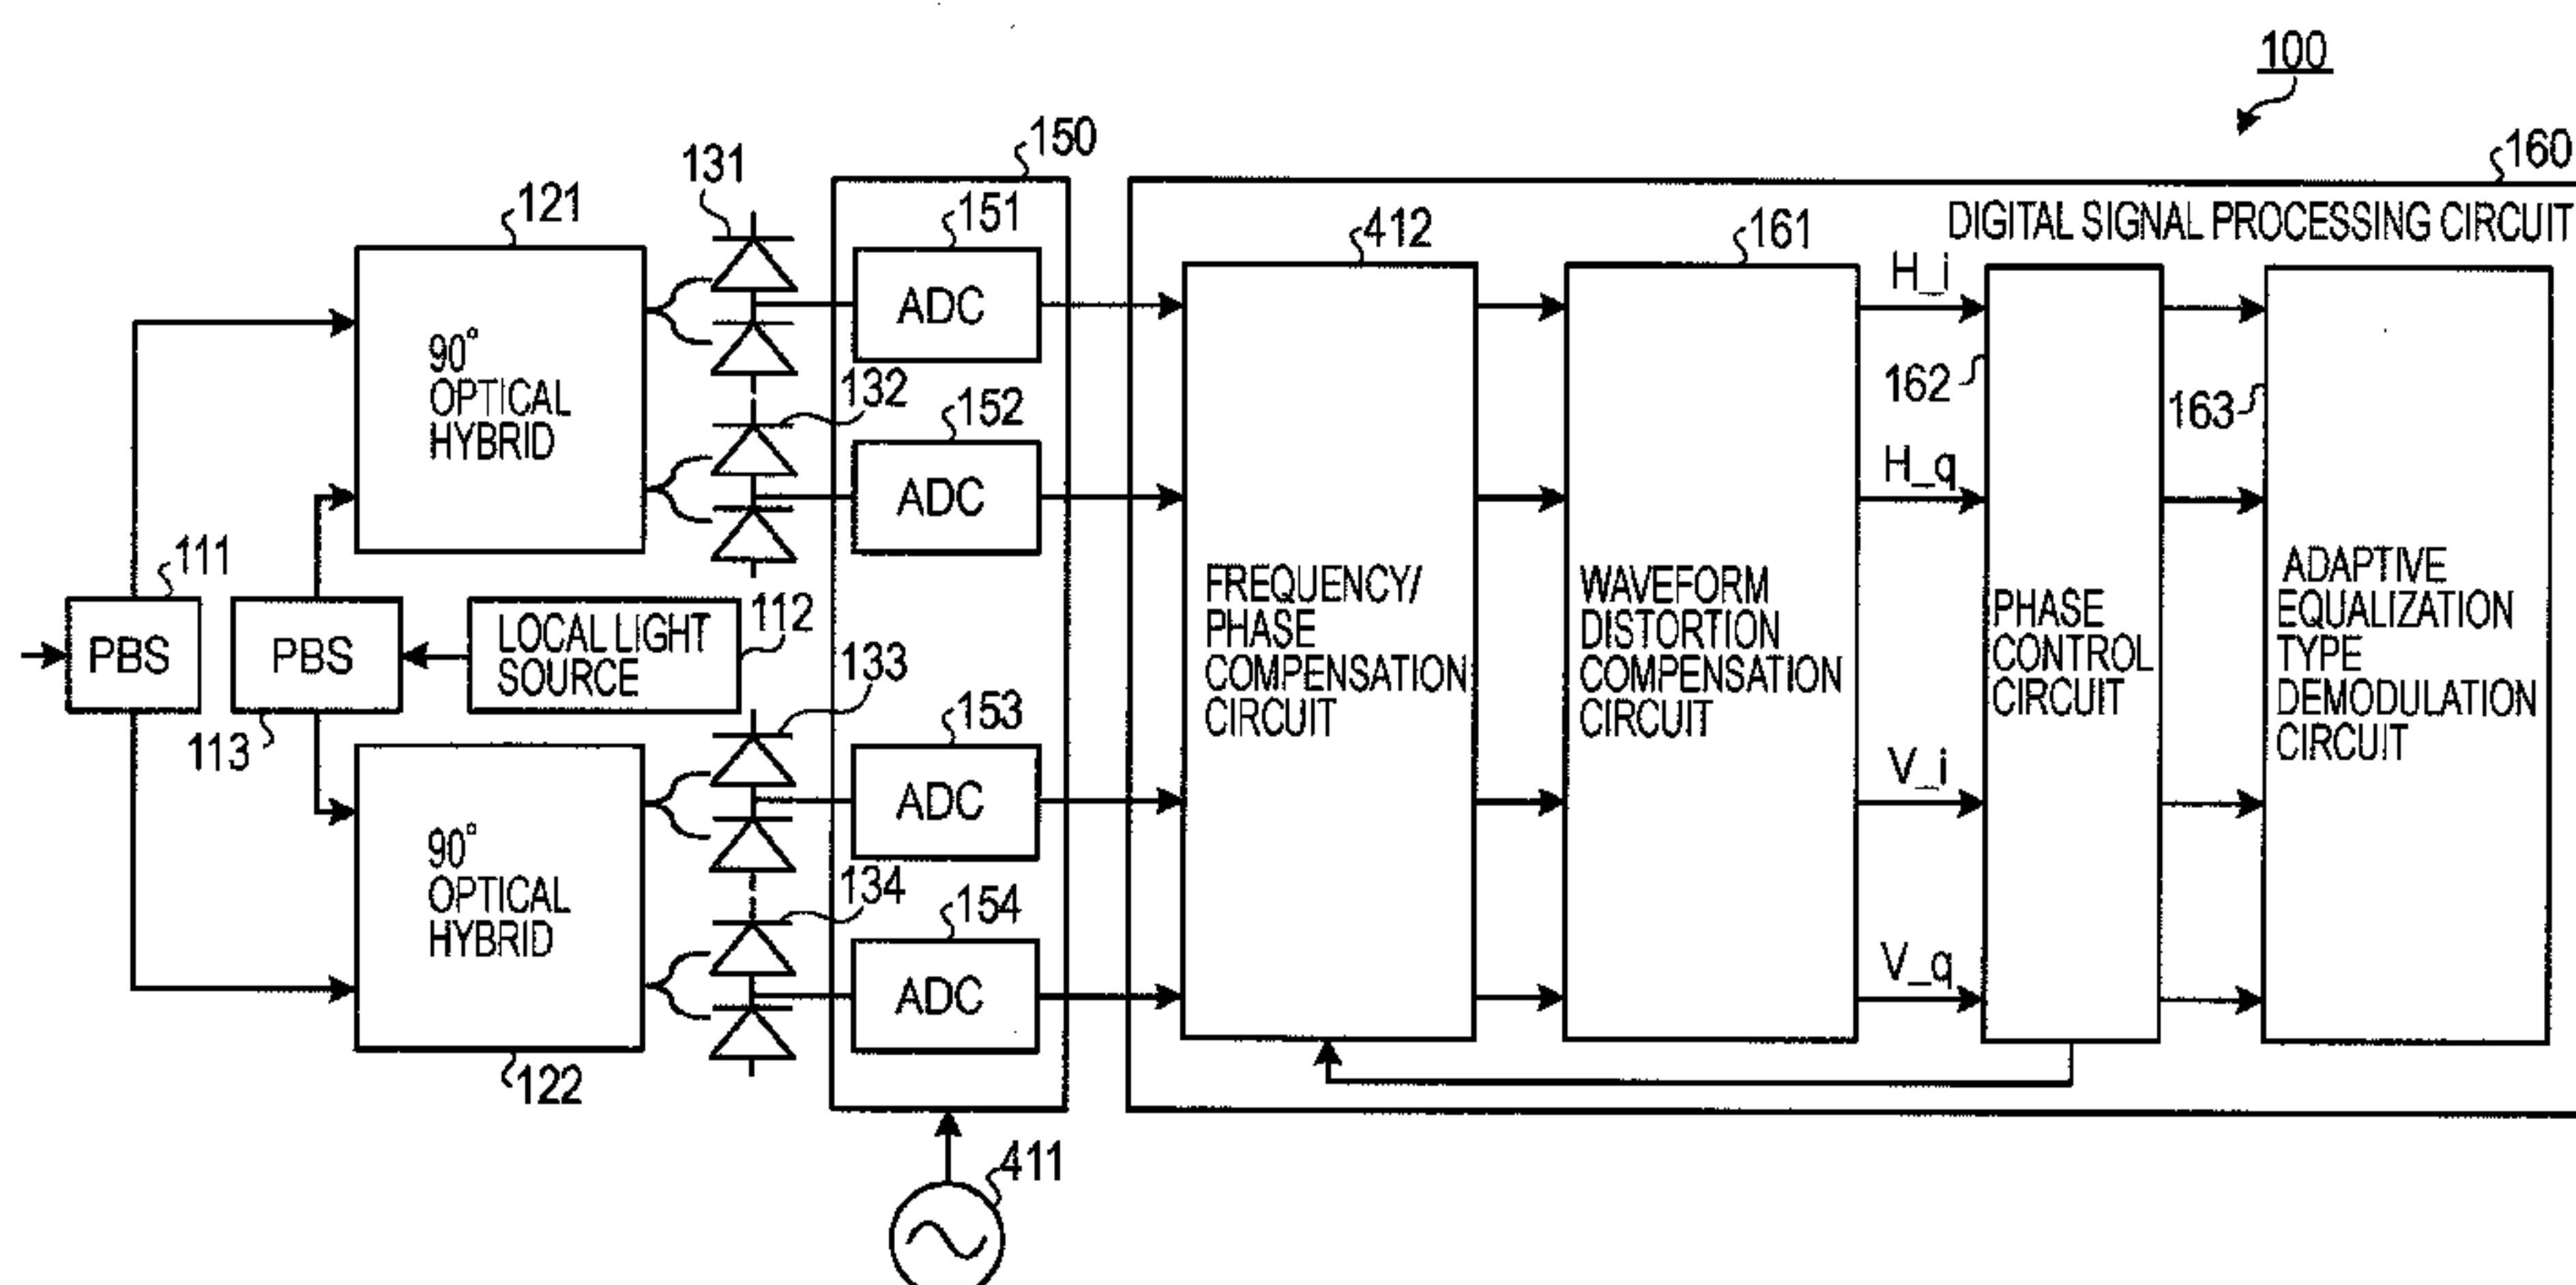 100
160
DIGITAL SIGNAL PROCESSING CIRCUIT
150
131
121
151
412
161
H_i
90°
OPTICAL
HYBRID
ADC
162
163
132
152
ADC
H_q
111
113
PBS
PBS
LOCAL LIGHT
SOURCE
112
FREQUENCY/
PHASE
COMPENSATION
CIRCUIT
WAVEFORM
DISTORTION
COMPENSATION
CIRCUIT
PHASE
CONTROL
CIRCUIT
ADAPTIVE
EQUALIZATION
TYPE
DEMODULATION
CIRCUIT
133
153
ADC
V_i
90°
OPTICAL
HYBRID
122
134
154
ADC
V_q
411